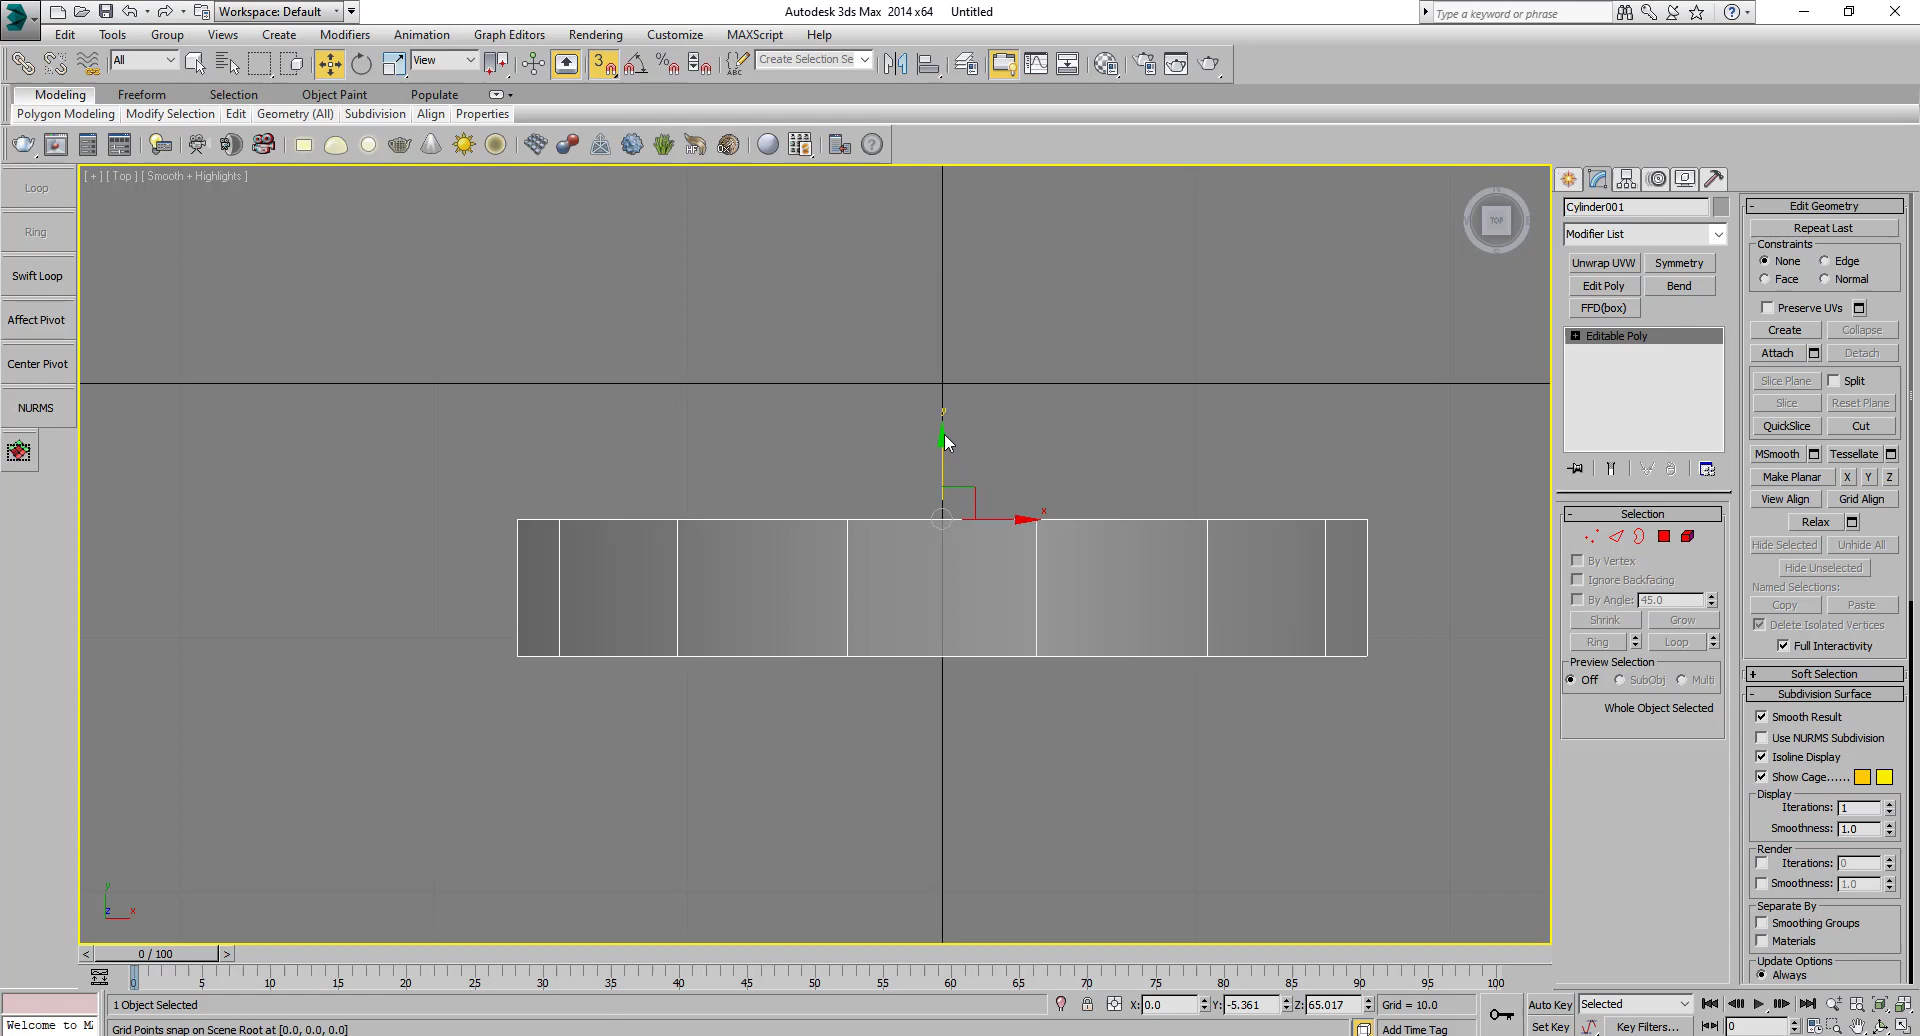 Workspace: Default
Autodesk 3ds Max 2014 x64 Untitled
Type a keyword or phrase
Edit Tools Group Views Create Modifiers Animation Graph Editors Rendering Customize MAXScript Help
All
View
3
ABC
Create Selection Se
Modeling Freeform Selection Object Paint Populate
Polygon Modeling Modify Selection Edit Geometry (All) Subdivision Align Properties
Loop
Ring
Swift Loop
Affect Pivot
Center Pivot
NURMS
[ + ] [ Top ] [ Smooth + Highlights ]
TOP
y
x
y
z x
Cylinder001
Modifier List
Unwrap UVW Symmetry
Edit Poly Bend
FFD(box)
Editable Poly
- Selection
By Vertex
Ignore Backfacing
By Angle: 45.0
Shrink Grow
Ring Loop
Preview Selection
Off SubObj Multi
Whole Object Selected
- Edit Geometry
Repeat Last
Constraints
None Edge
Face Normal
Preserve UVs
Create Collapse
Attach Detach
Slice Plane Split
Slice Reset Plane
QuickSlice Cut
MSmooth Tessellate
Make Planar X Y Z
View Align Grid Align
Relax
Hide Selected Unhide All
Hide Unselected
Named Selections:
Copy Paste
Delete Isolated Vertices
Full Interactivity
+ Soft Selection
- Subdivision Surface
Smooth Result
Use NURMS Subdivision
Isoline Display
Show Cage......
Display
Iterations: 1
Smoothness: 1.0
Render
Iterations: 0
Smoothness: 1.0
Separate By
Smoothing Groups
Materials
Update Options
Always
< 0 / 100 >
0 5 10 15 20 25 30 35 40 45 50 55 60 65 70 75 80 85 90 95 100
1 Object Selected
X: 0.0 Y: -5.361 Z: 65.017 Grid = 10.0
Auto Key Selected
Welcome to M
Grid Points snap on Scene Root at [0.0, 0.0, 0.0]
Add Time Tag
Set Key Key Filters... 0